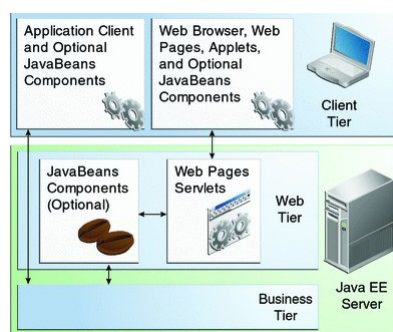 Application Client
and Optional
JavaBeans
Components
Web Browser, Web
Pages, Applets,
and Optional
JavaBeans
Components
Client
Tier
JavaBeans
Components
(Optional)
Web Pages
Servlets
Web
Tier
Java EE
Server
Business
Tier